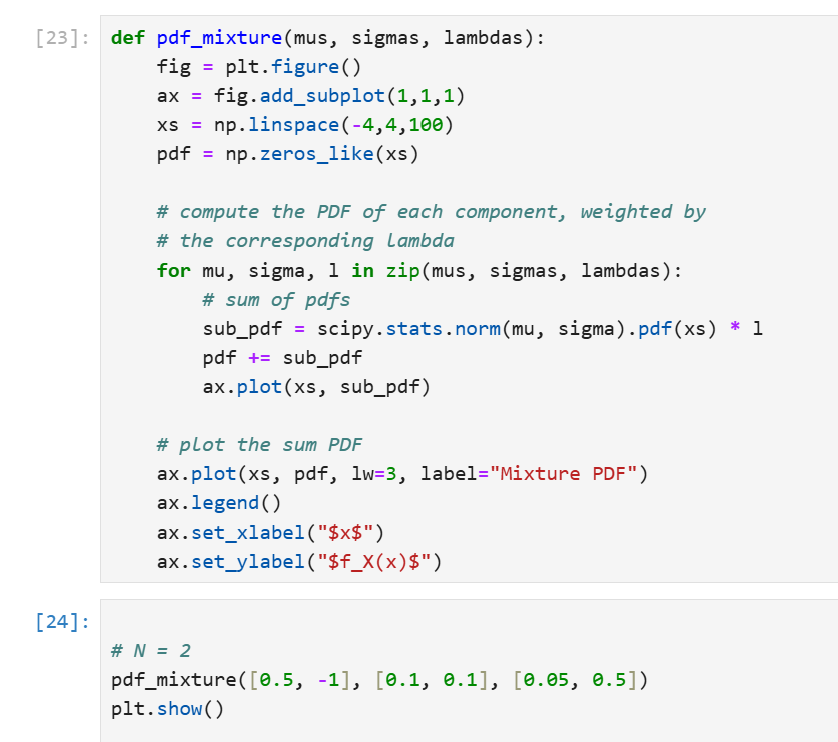 [23]: def pdf_mixture(mus, sigmas, lambdas):
    fig = plt.figure()
    ax = fig.add_subplot(1,1,1)
    xs = np.linspace(-4,4,100)
    pdf = np.zeros_like(xs)

    # compute the PDF of each component, weighted by
    # the corresponding lambda
    for mu, sigma, l in zip(mus, sigmas, lambdas):
        # sum of pdfs
        sub_pdf = scipy.stats.norm(mu, sigma).pdf(xs) * l
        pdf += sub_pdf
        ax.plot(xs, sub_pdf)

    # plot the sum PDF
    ax.plot(xs, pdf, lw=3, label="Mixture PDF")
    ax.legend()
    ax.set_xlabel("$x$")
    ax.set_ylabel("$f_X(x)$")
[24]:
# N = 2
pdf_mixture([0.5, -1], [0.1, 0.1], [0.05, 0.5])
plt.show()